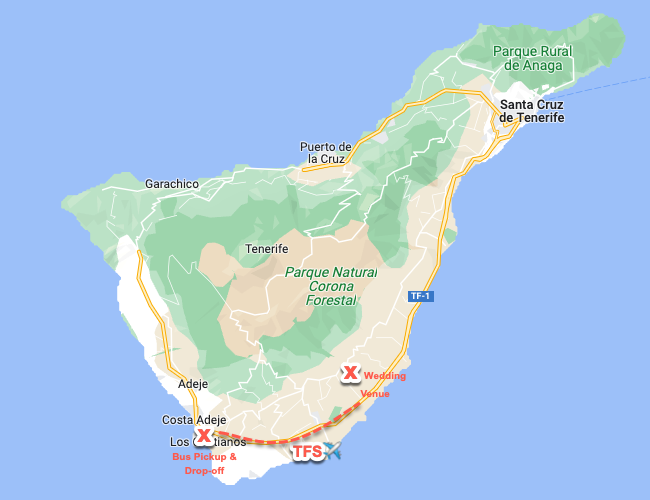 Parque Rural
de Anaga
Santa Cruz
de Tenerife
Puerto de
la Cruz
Garachico
Tenerife
Parque Natural
Corona
Forestal
TF-1
X Wedding
Venue
Adeje
Costa Adeje
X
Los Cristianos
TFS
Bus Pickup &
Drop-off